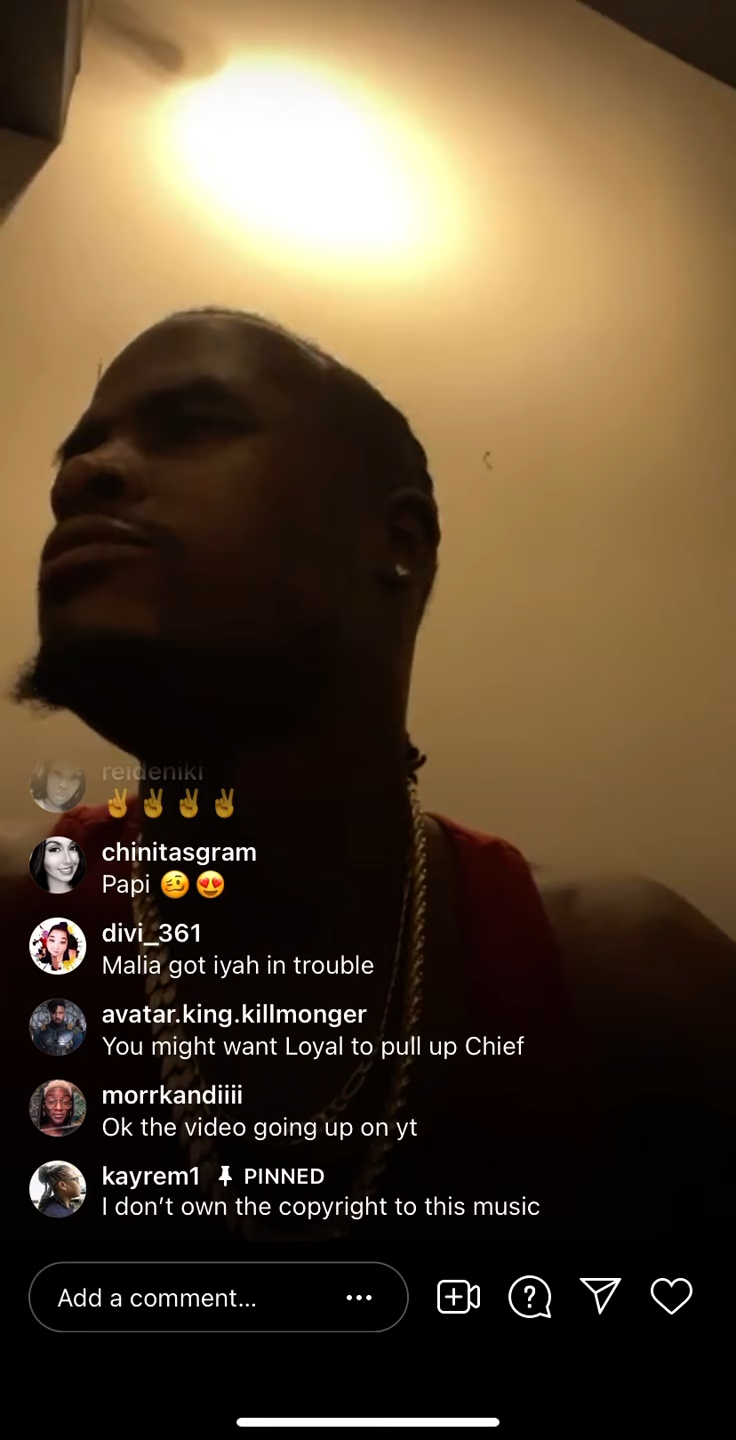 reideniki
✌️ ✌️ ✌️ ✌️
chinitasgram
Papi 🥴 😍
divi_361
Malia got iyah in trouble
avatar.king.killmonger
You might want Loyal to pull up Chief
morrkandiiii
Ok the video going up on yt
kayrem1 📌 PINNED
I don’t own the copyright to this music
Add a comment...